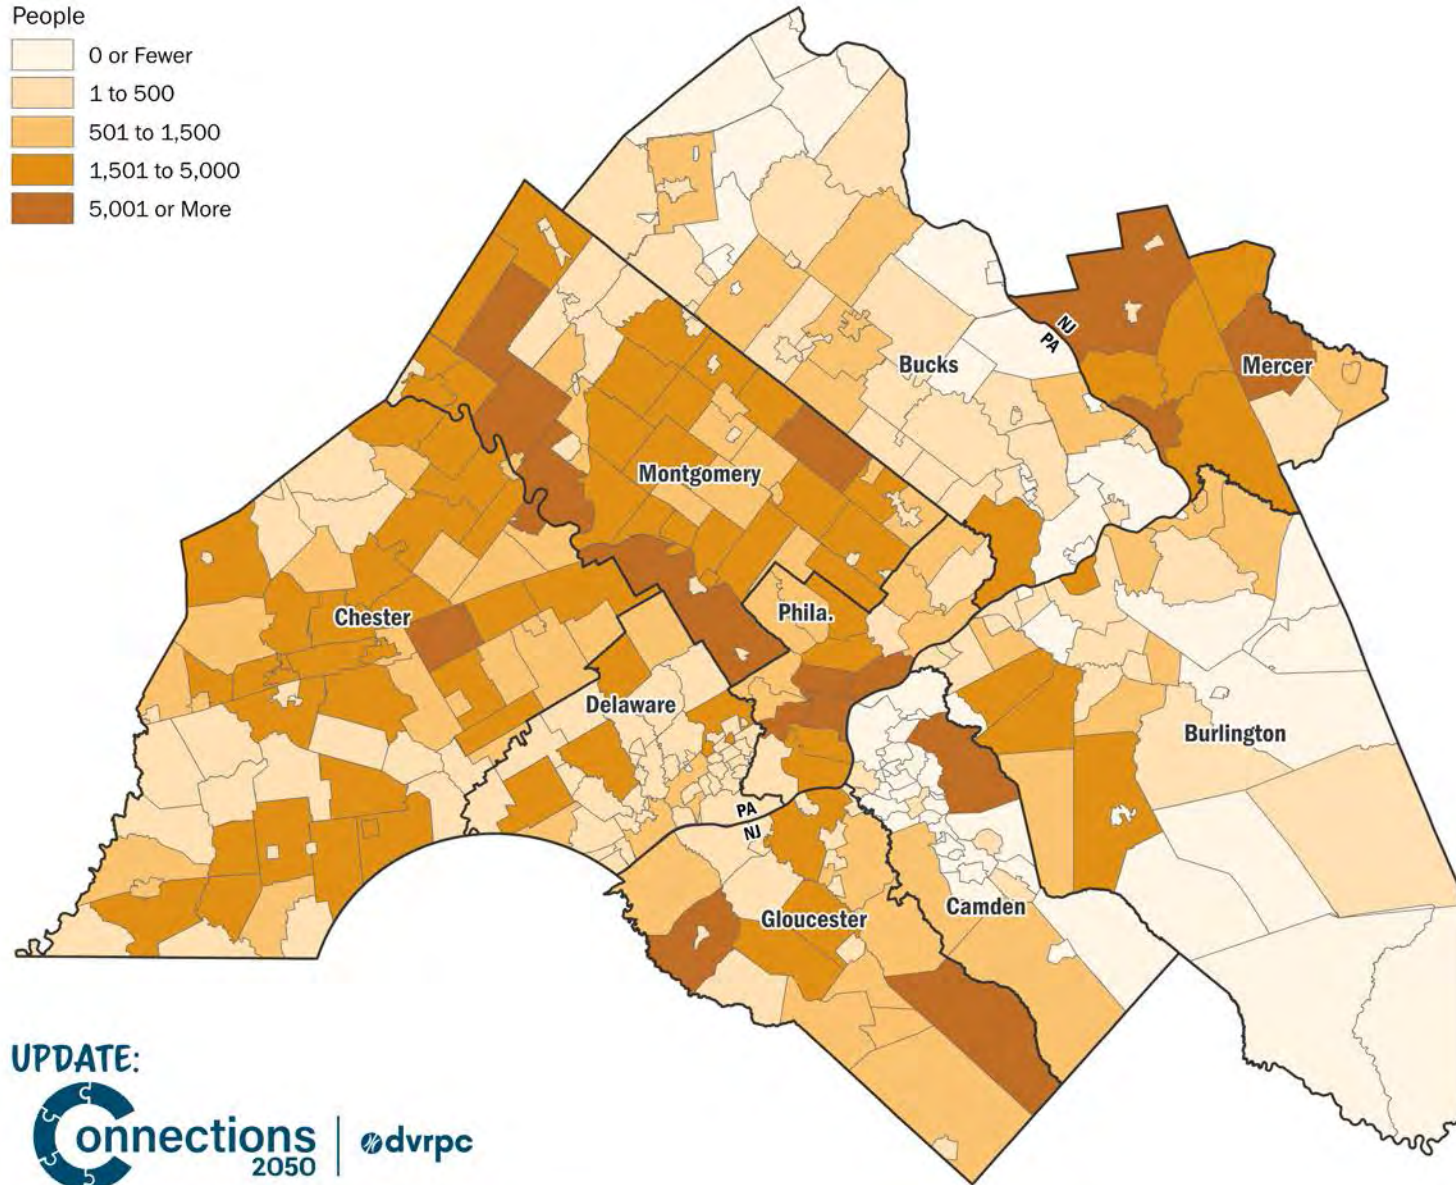 People
0 or Fewer
1 to 500
501 to 1,500
1,501 to 5,000
5,001 or More
NJ
PA
Bucks
Mercer
Montgomery
Chester
Phila.
Delaware
Burlington
PA
NJ
Gloucester
Camden
UPDATE:
Connections
2050
dvrpc